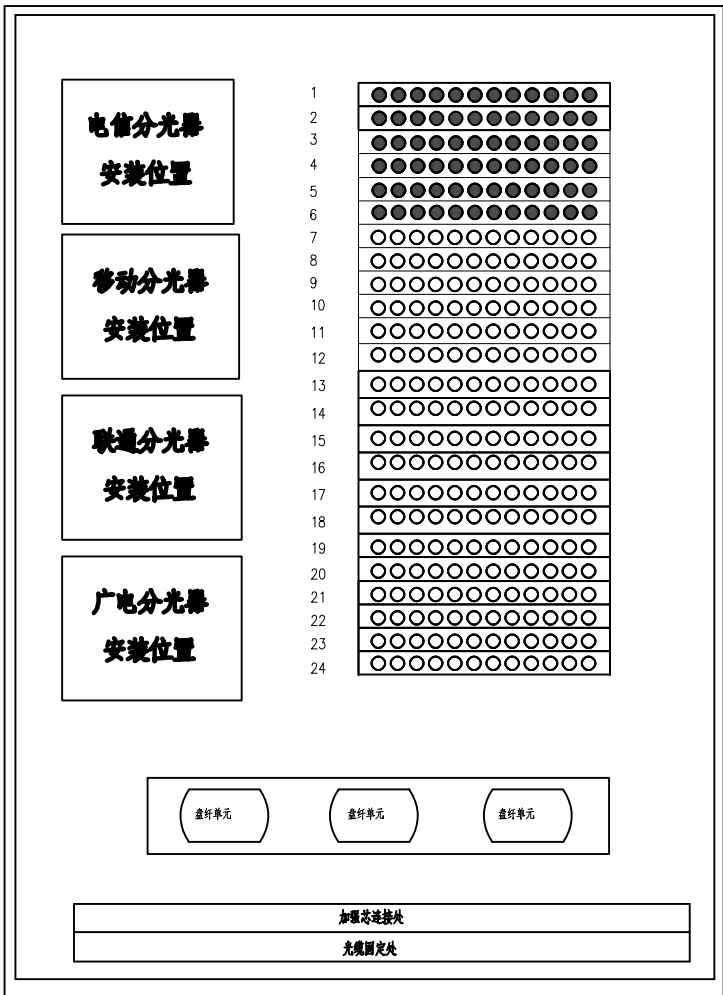 电信分光器
安装位置
移动分光器
安装位置
联通分光器
安装位置
广电分光器
安装位置
1
2
3
4
5
6
7
8
9
10
11
12
13
14
15
16
17
18
19
20
21
22
23
24
盘纤单元
盘纤单元
盘纤单元
加强芯连接处
光缆固定处